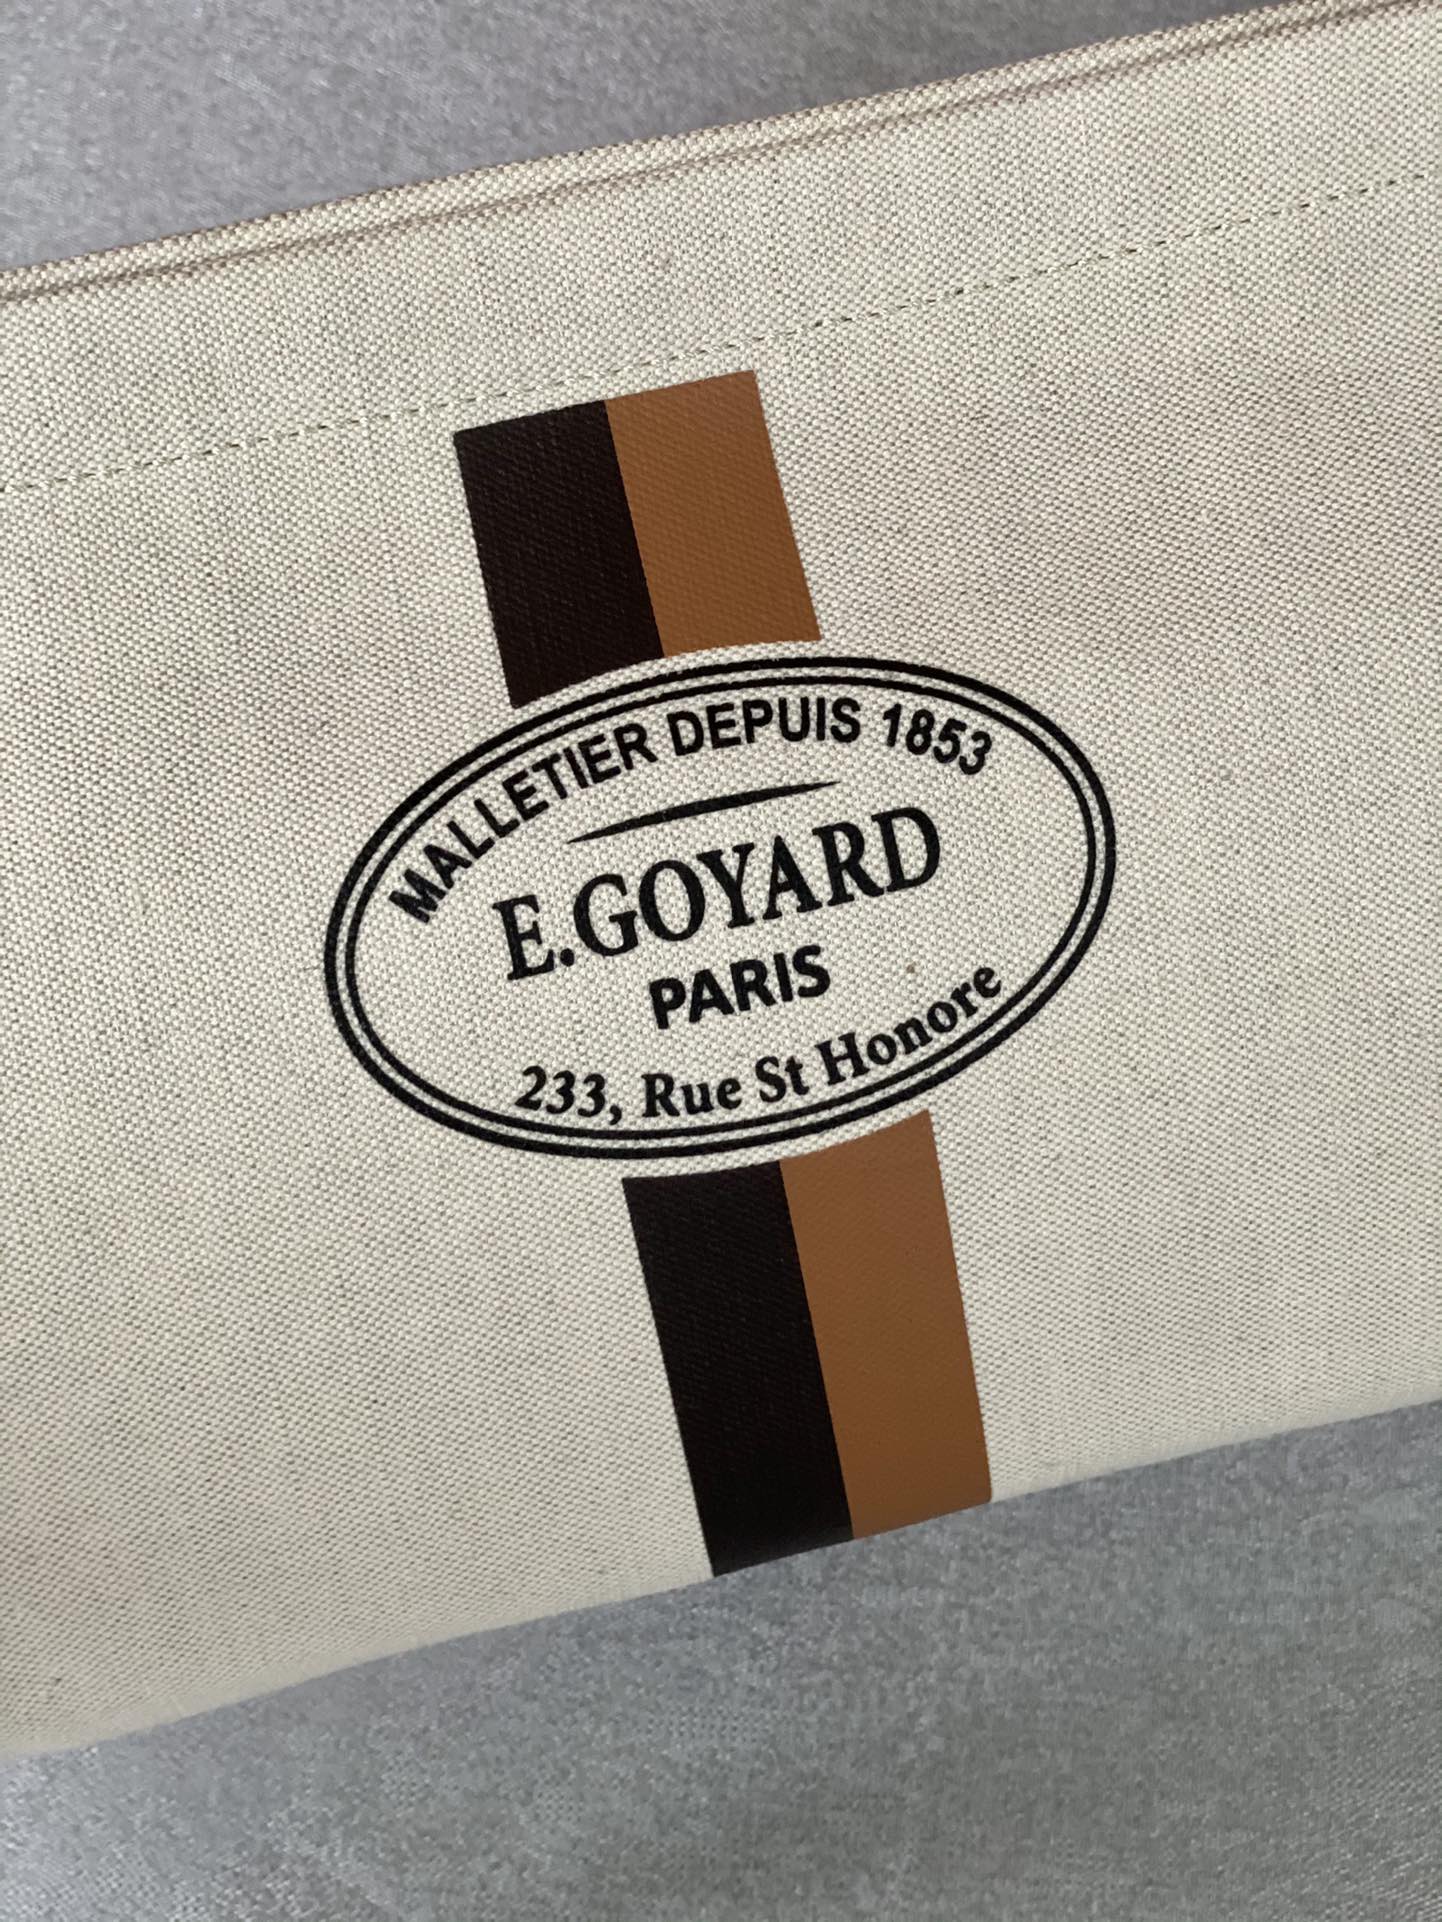 MALLETIER DEPUIS 1853
E.GOYARD
PARIS
233, Rue St Honore